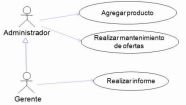 Agregar producto
Administrador
Realizar mantenimiento
de ofertas
Realizar informe
Gerente